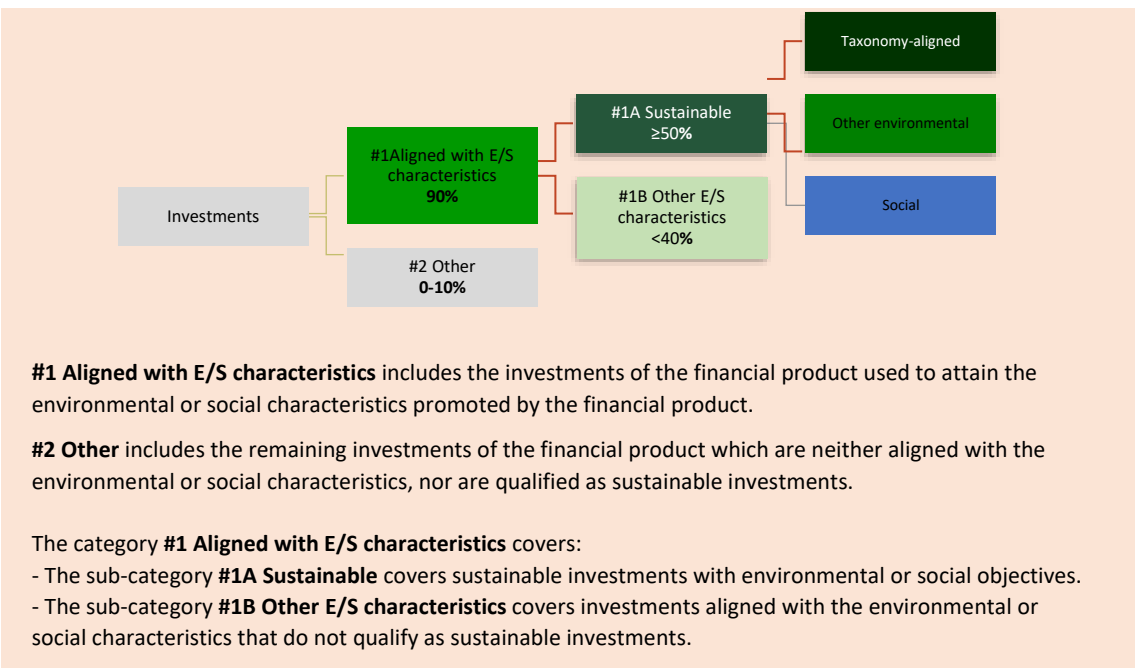 Taxonomy-aligned
#1A Sustainable
≥50%
Other environmental
#1Aligned with E/S
characteristics
90%
#1B Other E/S
characteristics
<40%
Investments
Social
#2 Other
0-10%
#1 Aligned with E/S characteristics includes the investments of the financial product used to attain the
environmental or social characteristics promoted by the financial product.
#2 Other includes the remaining investments of the financial product which are neither aligned with the
environmental or social characteristics, nor are qualified as sustainable investments.
The category #1 Aligned with E/S characteristics covers:
- The sub-category #1A Sustainable covers sustainable investments with environmental or social objectives.
- The sub-category #1B Other E/S characteristics covers investments aligned with the environmental or
social characteristics that do not qualify as sustainable investments.